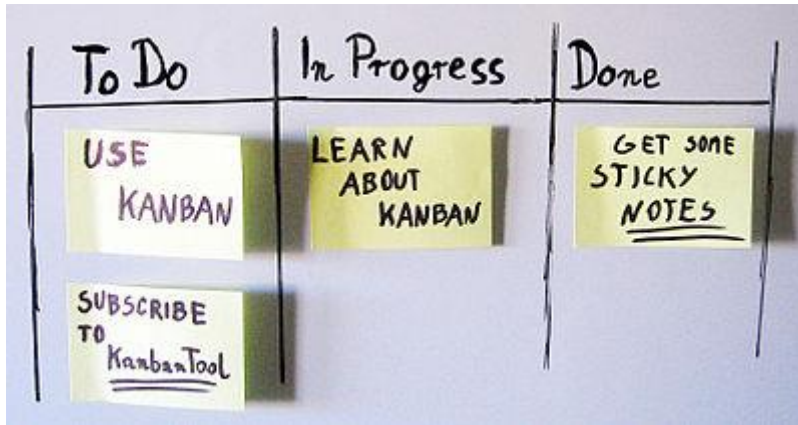 To Do
In Progress
Done
USE
KANBAN
SUBSCRIBE
TO
KanbanTool
LEARN
ABOUT
KANBAN
GET SOME
STICKY
NOTES